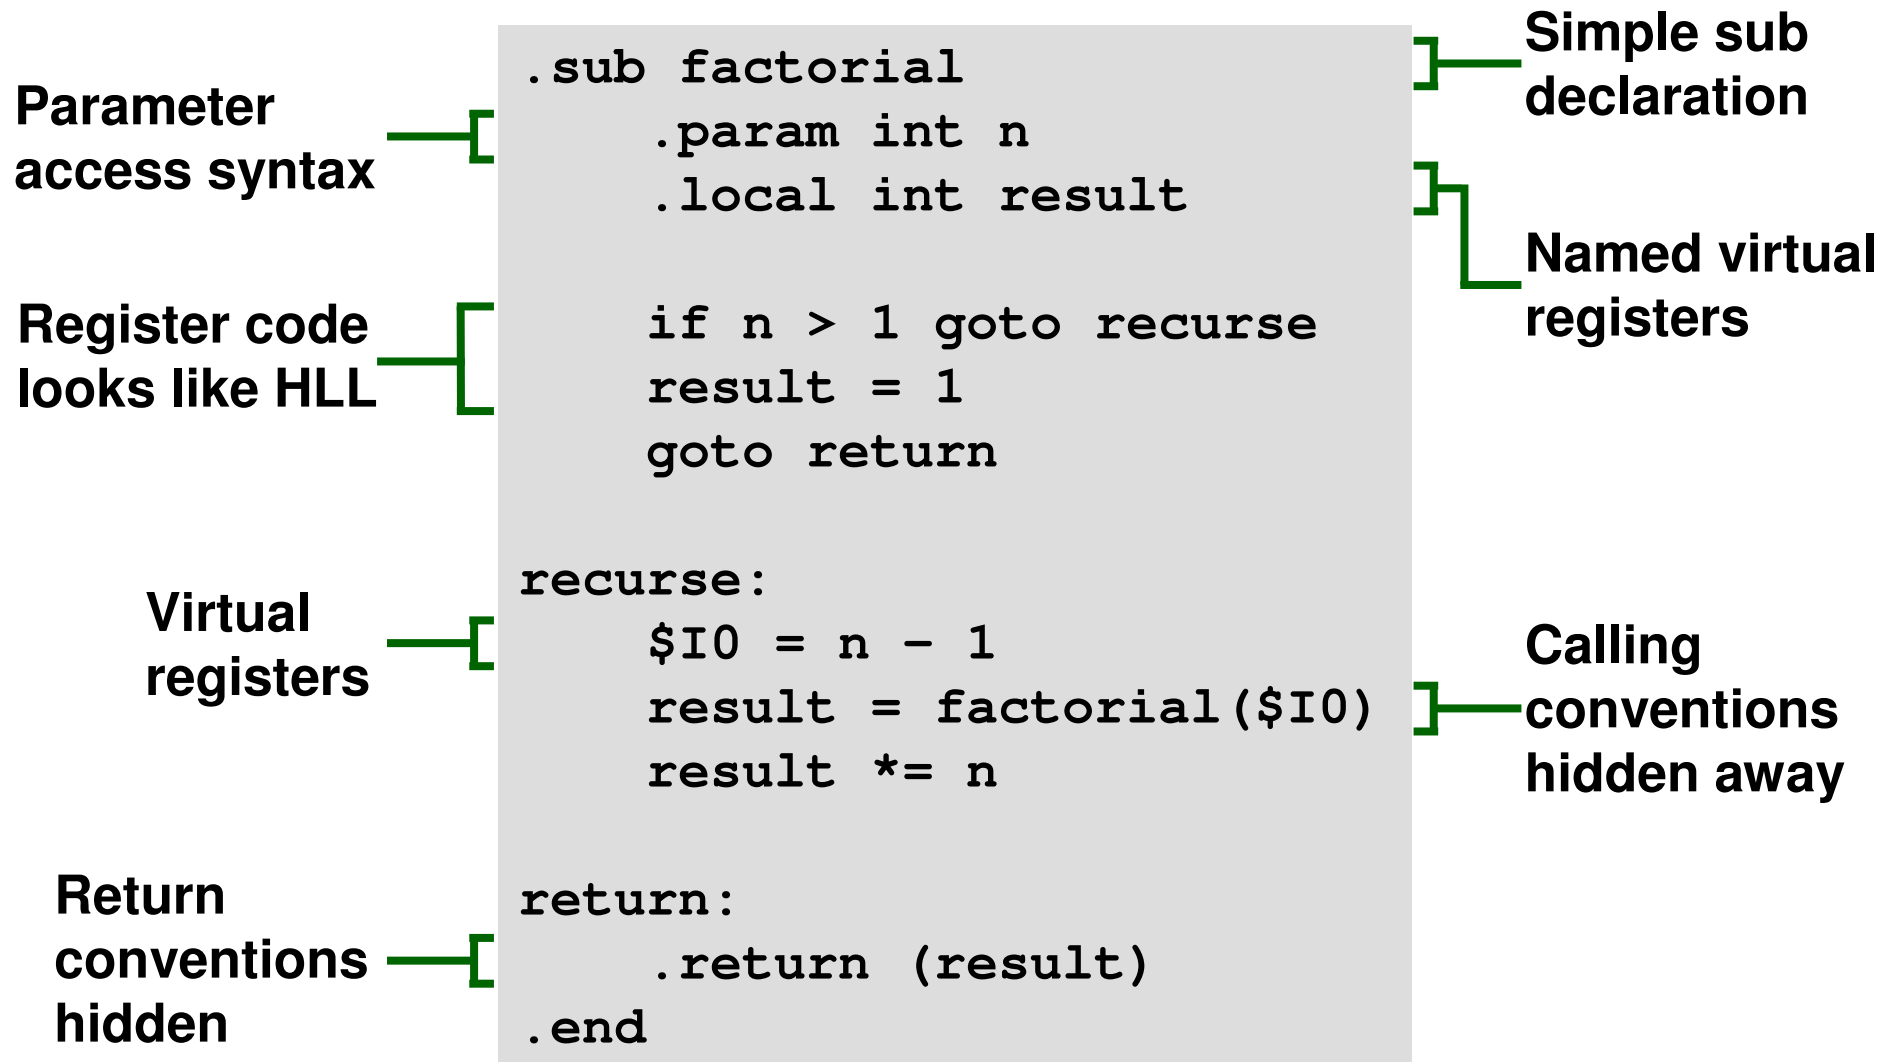 Parameter
access syntax
Register code
looks like HLL
Virtual
registers
Return
conventions
hidden
.sub factorial
.param int n
.local int result
if n > 1 goto recurse
result = 1
goto return
recurse:
$I0 = n – 1
result = factorial($I0)
result *= n
return:
.return (result)
.end
Simple sub
declaration
Named virtual
registers
Calling
conventions
hidden away